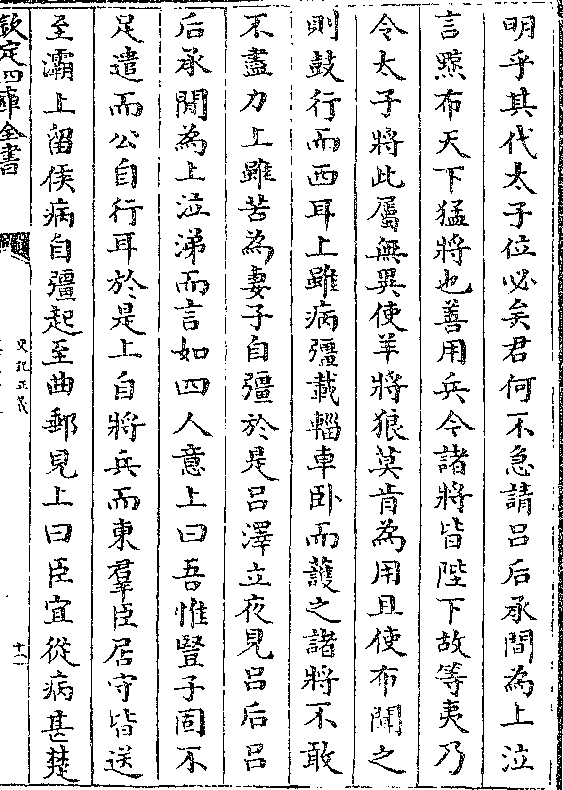 明乎其代太子位必矣君何不急請呂后承間為上泣
言黥布天下猛將也善用兵今諸將皆陛下故等夷乃
令太子將此屬無異使羊將狼莫肯為用且使布聞之
則鼓行而西耳上雖病彊載輜車卧而䕶之諸將不敢
不盡力上雖苦為妻子自彊於是呂澤立夜見呂后呂
后承間為上泣涕而言如四人意上曰吾惟豎子固不
足遣而公自行耳於是上自將兵而東羣臣居守皆送
至灞上留侯病自彊起至曲郵見上曰臣宜從病甚楚
欽定四庫全書
史記正義
十一